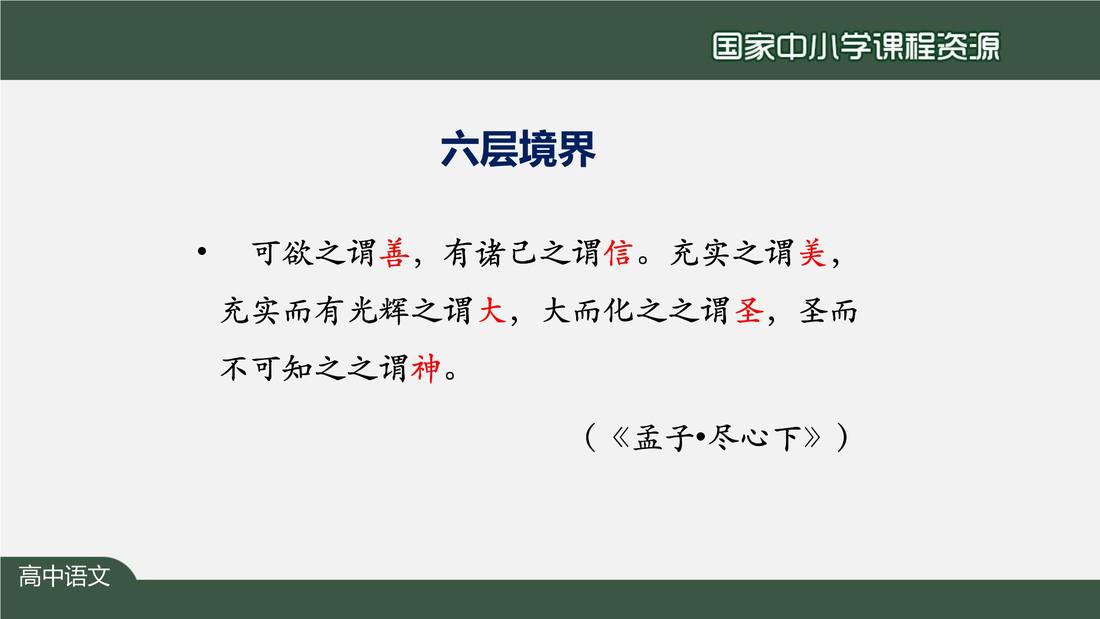 国家中小学课程资源
六层境界
• 可欲之谓善，有诸己之谓信。充实之谓美，
充实而有光辉之谓大，大而化之之谓圣，圣而
不可知之之谓神。
（《孟子•尽心下》）
高中语文